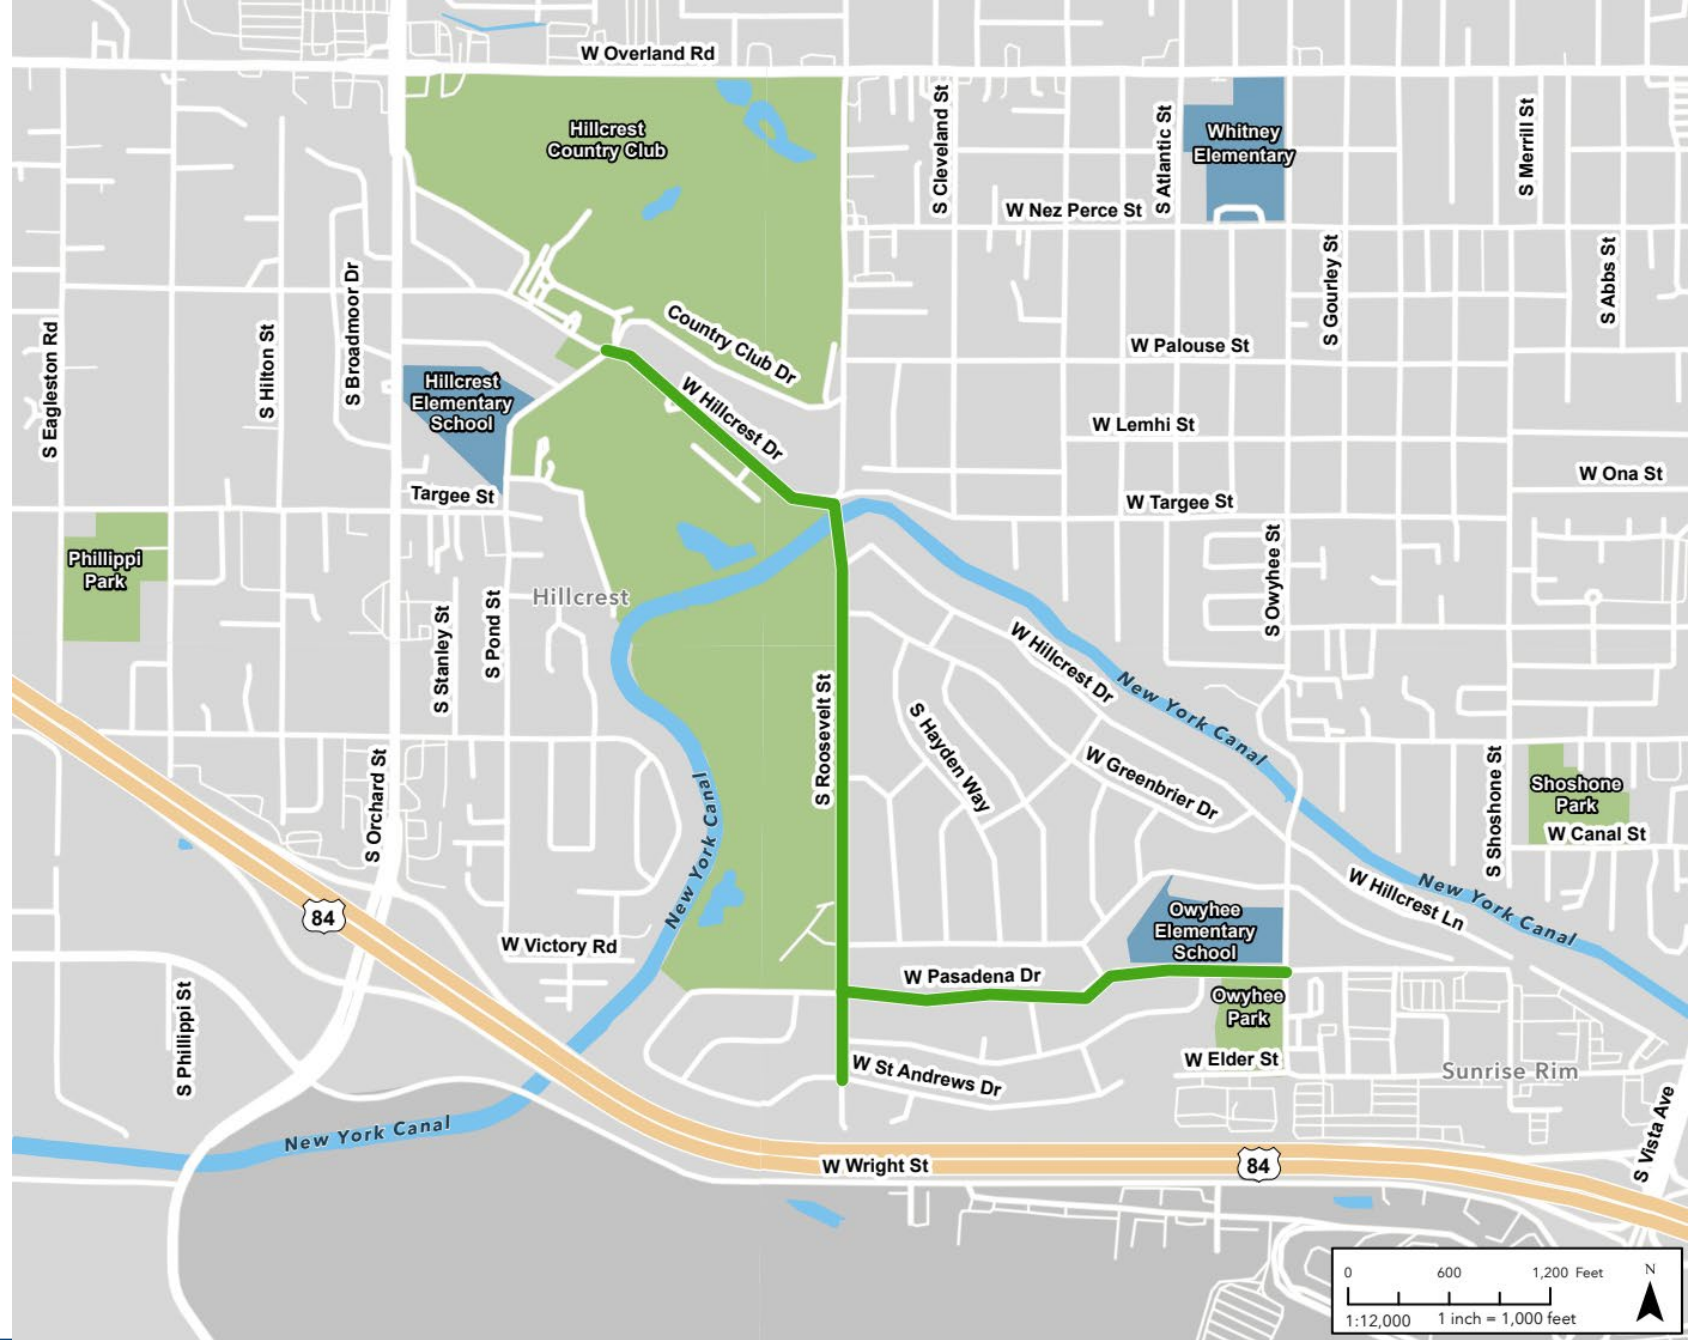 W Overland Rd
Hillcrest
Country Club
S Cleveland St
S Atlantic St
Whitney
Elementary
S Merrill St
W Nez Perce St
S Gourley St
S Abbs St
S Eagleston Rd
S Hilton St
S Broadmoor Dr
Country Club Dr
W Palouse St
Hillcrest
Elementary
School
W Hillcrest Dr
W Lemhi St
W Ona St
Targee St
W Targee St
Phillippi
Park
Hillcrest
S Owyhee St
S Stanley St
S Pond St
W Hillcrest Dr
New York Canal
S Roosevelt St
S Hayden Way
W Greenbrier Dr
S Orchard St
New York Canal
S Shoshone St
Shoshone
Park
W Canal St
84
W Victory Rd
Owyhee
Elementary
School
W Hillcrest Ln
New York Canal
W Pasadena Dr
S Phillippi St
Owyhee
Park
W St Andrews Dr
W Elder St
Sunrise Rim
New York Canal
W Wright St
84
S Vista Ave
0 600 1,200 Feet
N
1:12,000 1 inch = 1,000 feet